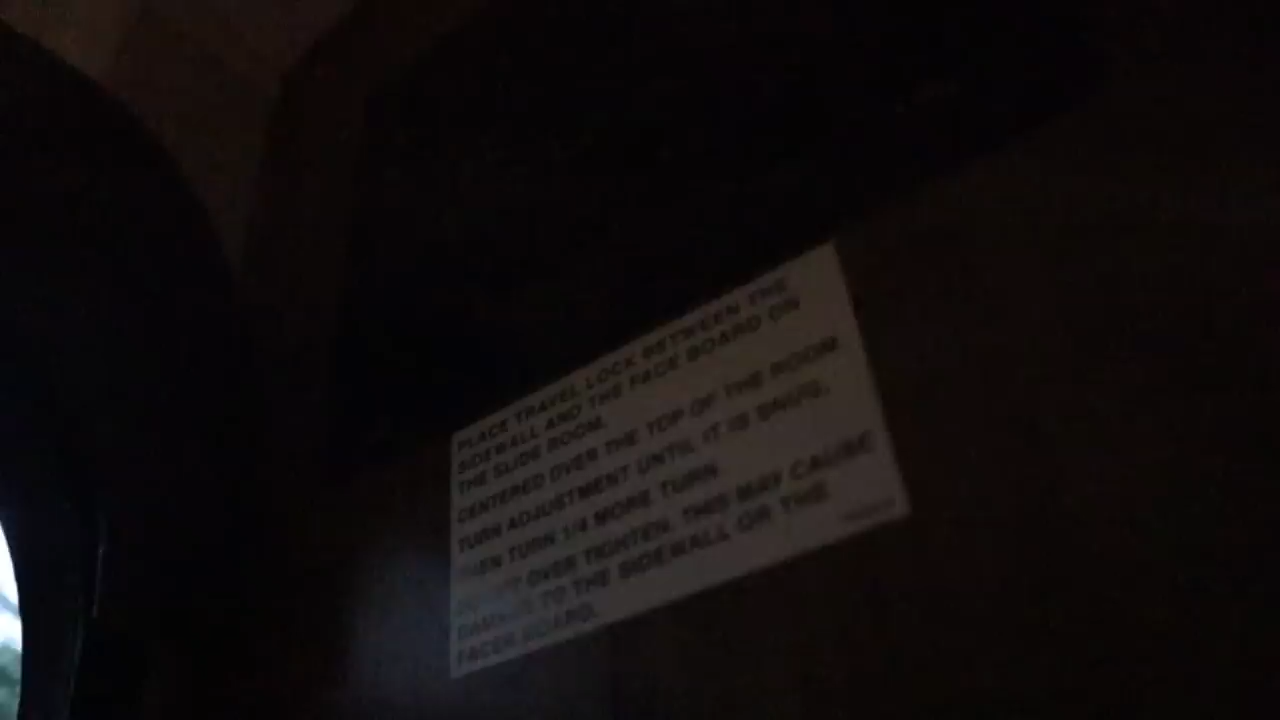 PLACE TRAVEL LOCK BETWEEN THE
SIDEWALL AND THE FACE BOARD ON
THE SLIDE ROOM.
CENTERED OVER THE TOP OF THE ROOM
TURN ADJUSTMENT UNTIL IT IS SNUG,
THEN TURN 1/4 MORE TURN
OVER TIGHTEN. THIS MAY CAUSE
DAMAGE TO THE SIDEWALL OR THE
FACER BOARD.